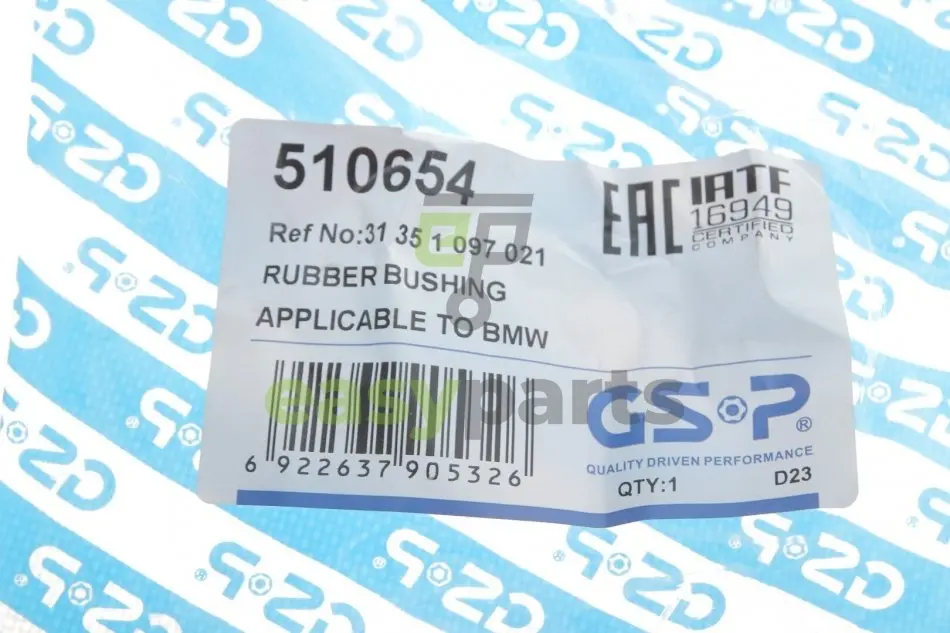 510654
EAC IATF
16949
CERTIFIED
COMPANY
Ref No:31 35 1 097 021
RUBBER BUSHING
APPLICABLE TO BMW
easyparts
GS-P®
QUALITY DRIVEN PERFORMANCE
6 922637 905326
QTY:1 D23